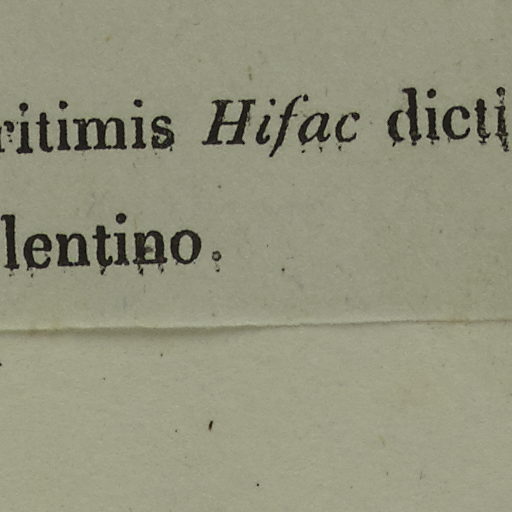 ritimis Hifac dicti
lentino.